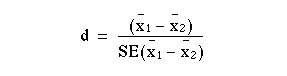 d = (x̄₁ – x̄₂) / SE(x̄₁ – x̄₂)